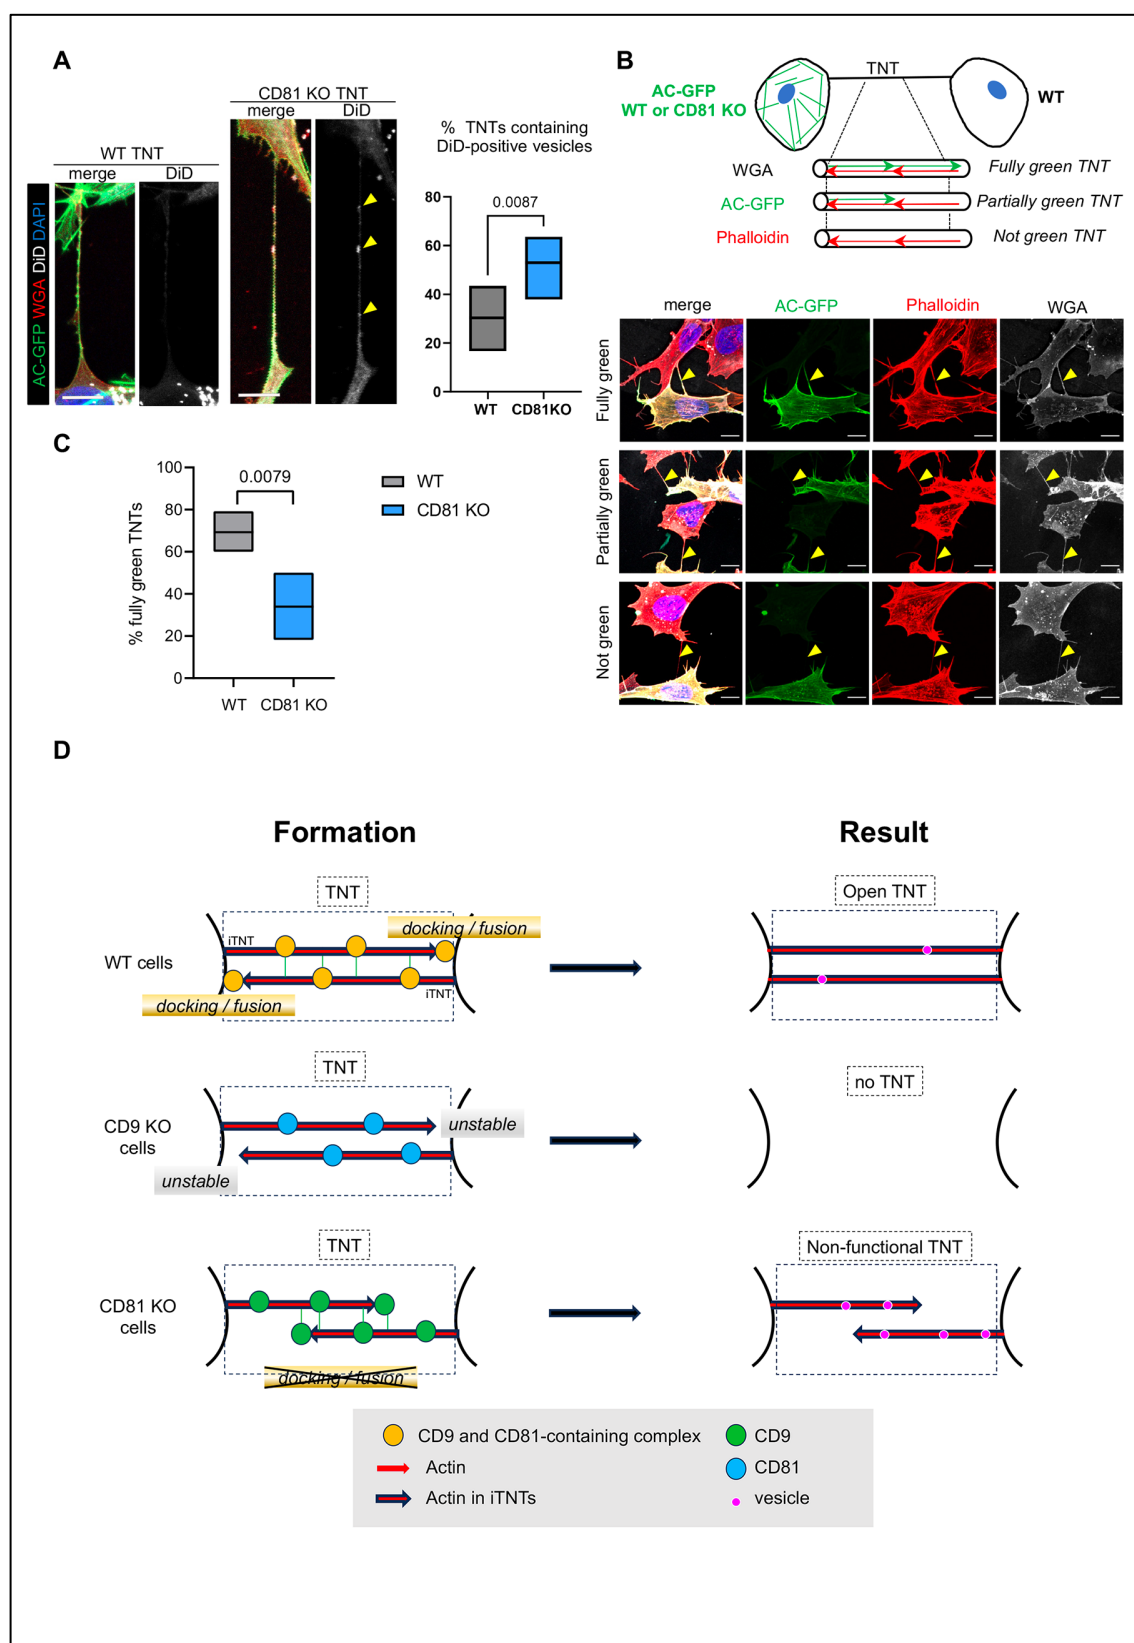 A
WT TNT
merge
DiD
CD81 KO TNT
merge
DiD
AC-GFP WGA DiD DAPI
% TNTs containing
DiD-positive vesicles
80
60
40
20
0
0.0087
WT
CD81KO
B
AC-GFP
WT or CD81 KO
TNT
WT
WGA
Fully green TNT
AC-GFP
Partially green TNT
Phalloidin
Not green TNT
merge
AC-GFP
Phalloidin
WGA
Fully green
Partially green
Not green
C
% fully green TNTs
100
80
60
40
20
0
0.0079
WT
CD81 KO
WT
CD81 KO
D
Formation
Result
TNT
Open TNT
WT cells
iTNT
docking / fusion
iTNT
docking / fusion
TNT
no TNT
CD9 KO
cells
unstable
unstable
TNT
Non-functional TNT
CD81 KO
cells
docking / fusion
CD9 and CD81-containing complex
CD9
Actin
CD81
Actin in iTNTs
vesicle